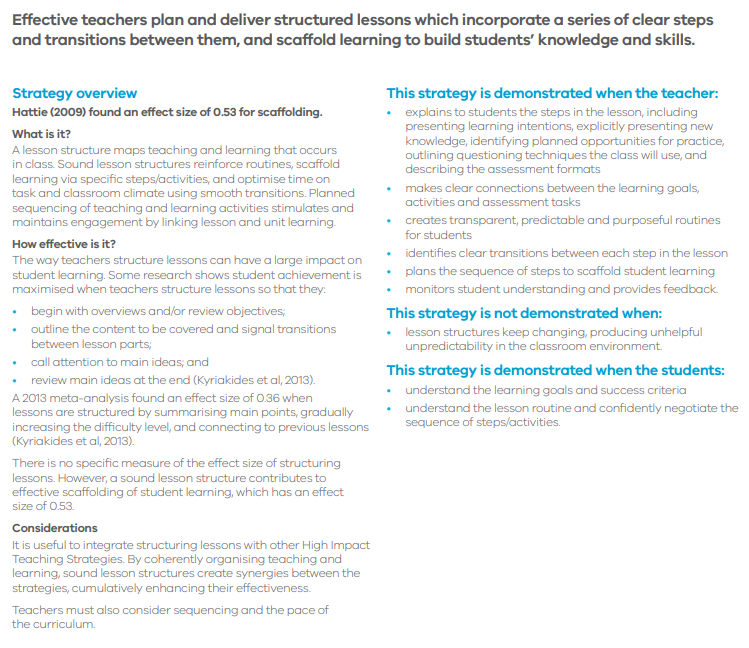 Effective teachers plan and deliver structured lessons which incorporate a series of clear steps
and transitions between them, and scaffold learning to build students' knowledge and skills.
Strategy overview
Hattie (2009) found an effect size of 0.53 for scaffolding.
What is it?
A lesson structure maps teaching and learning that occurs
in class. Sound lesson structures reinforce routines, scaffold
learning via specific steps/activities, and optimise time on
task and classroom climate using smooth transitions. Planned
sequencing of teaching and learning activities stimulates and
maintains engagement by linking lesson and unit learning.
How effective is it?
The way teachers structure lessons can have a large impact on
student learning. Some research shows student achievement is
maximised when teachers structure lessons so that they:
• begin with overviews and/or review objectives;
• outline the content to be covered and signal transitions
between lesson parts;
• call attention to main ideas; and
• review main ideas at the end (Kyriakides et al, 2013).
A 2013 meta-analysis found an effect size of 0.36 when
lessons are structured by summarising main points, gradually
increasing the difficulty level, and connecting to previous lessons
(Kyriakides et al, 2013).
There is no specific measure of the effect size of structuring
lessons. However, a sound lesson structure contributes to
effective scaffolding of student learning, which has an effect
size of 0.53.
Considerations
It is useful to integrate structuring lessons with other High Impact
Teaching Strategies. By coherently organising teaching and
learning, sound lesson structures create synergies between the
strategies, cumulatively enhancing their effectiveness.
Teachers must also consider sequencing and the pace of
the curriculum.
This strategy is demonstrated when the teacher:
• explains to students the steps in the lesson, including
presenting learning intentions, explicitly presenting new
knowledge, identifying planned opportunities for practice,
outlining questioning techniques the class will use, and
describing the assessment formats
• makes clear connections between the learning goals,
activities and assessment tasks
• creates transparent, predictable and purposeful routines
for students
• identifies clear transitions between each step in the lesson
• plans the sequence of steps to scaffold student learning
• monitors student understanding and provides feedback.
This strategy is not demonstrated when:
• lesson structures keep changing, producing unhelpful
unpredictability in the classroom environment.
This strategy is demonstrated when the students:
• understand the learning goals and success criteria
• understand the lesson routine and confidently negotiate the
sequence of steps/activities.